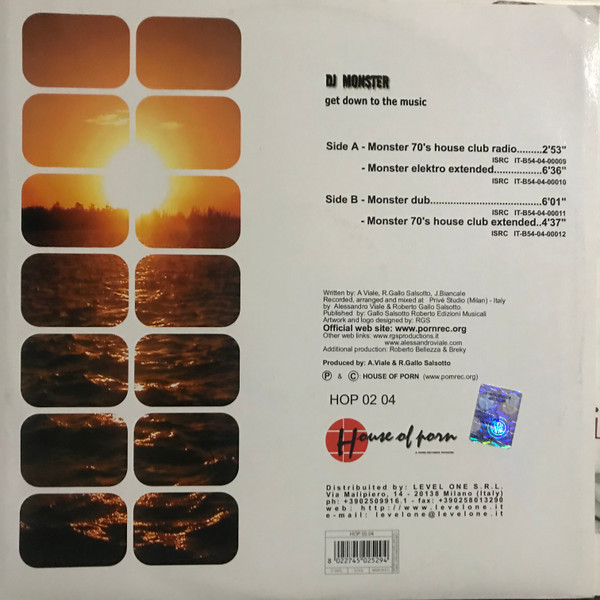 DJ MONSTER
get down to the music
Side A - Monster 70's house club radio.........2'53"
ISRC IT-B54-04-00009
- Monster elektro extended................6'36"
ISRC IT-B54-04-00010
Side B - Monster dub......................................6'01"
ISRC IT-B54-04-00011
- Monster 70's house club extended..4'37"
ISRC IT-B54-04-00012
Written by: A Viale, R.Gallo Salsotto, J.Biancale
Recorded, arranged and mixed at Privè Studio (Milan) - Italy
by Alessandro Viale & Roberto Gallo Salsotto.
Published by: Gallo Salsotto Roberto Edizioni Musicali
Artwork and logo designed by: RGS
Official web site: www.pornrec.org
Other web links: www.rgsproductions.it
www.alessandroviale.com
Additional production: Roberto Bellezza & Breky
Produced by: A.Viale & R.Gallo Salsotto
Ⓟ & © HOUSE OF PORN (www.pornrec.org)
HOP 02 04
House of porn
Distribuited by: LEVEL ONE S.R.L.
Via Malipiero, 14 - 20138 Milano (Italy)
ph: +3902509916.1 - fax: +390258013290
web: http://www.levelone.it
e-mail: levelone@levelone.it
HOP 02 04
8 022745 025294